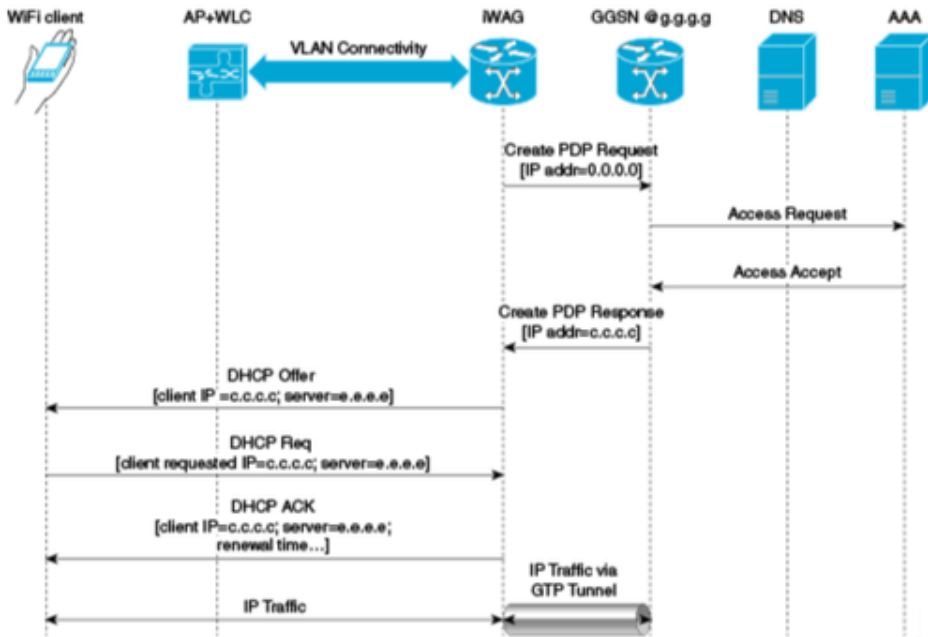 WiFi client
AP+WLC
IWAG
GGSN @g.g.g.g
DNS
AAA
VLAN Connectivity
Create PDP Request
[IP addr=0.0.0.0]
Access Request
Access Accept
Create PDP Response
[IP addr=c.c.c.c]
DHCP Offer
[client IP =c.c.c.c; server=e.e.e.e]
DHCP Req
[client requested IP=c.c.c.c; server=e.e.e.e]
DHCP ACK
[client IP=c.c.c.c; server=e.e.e.e;
renewal time...]
IP Traffic via
GTP Tunnel
IP Traffic